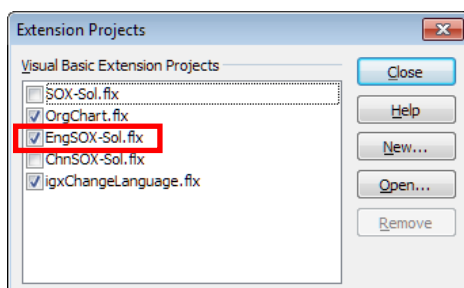 Extension Projects
Visual Basic Extension Projects
SOX-Sol.flx
OrgChart.flx
EngSOX-Sol.flx
ChnSOX-Sol.flx
igxChangeLanguage.flx
Close
Help
New...
Open...
Remove